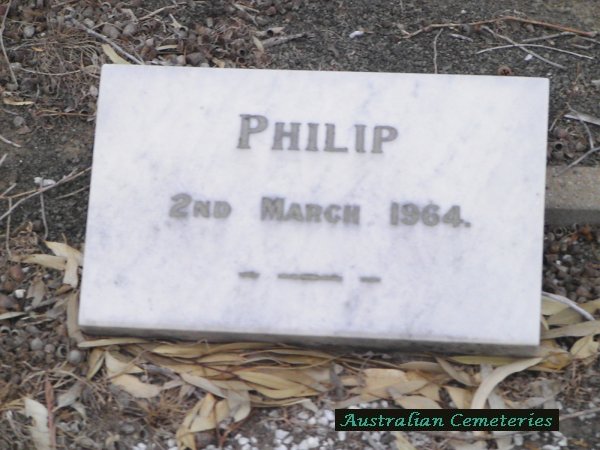 PHILIP
2ND MARCH 1964.
Australian Cemeteries